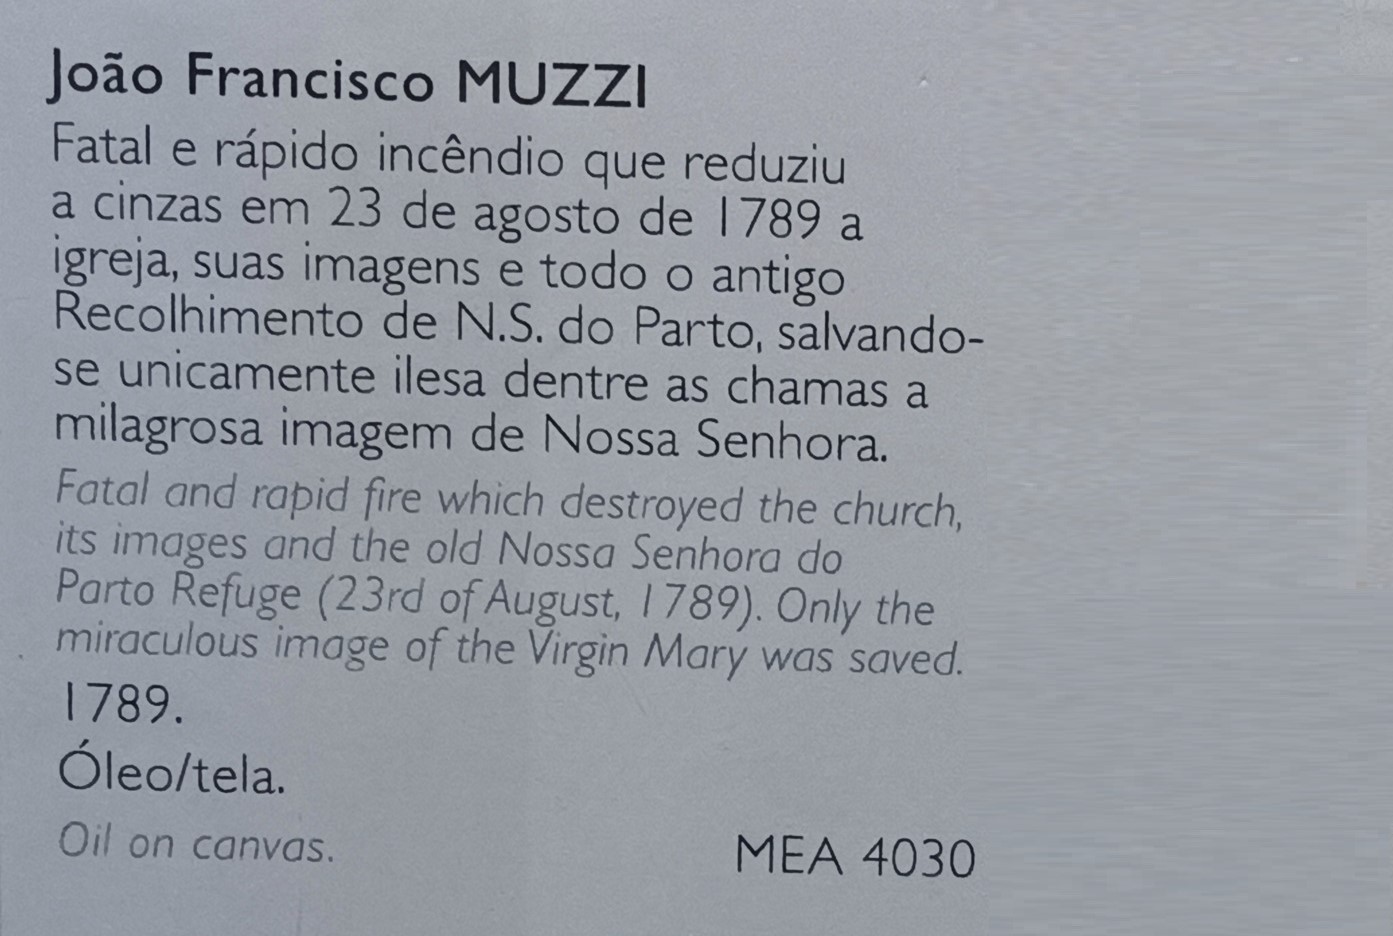 João Francisco MUZZI
Fatal e rápido incêndio que reduziu
a cinzas em 23 de agosto de 1789 a
igreja, suas imagens e todo o antigo
Recolhimento de N.S. do Parto, salvando-
se unicamente ilesa dentre as chamas a
milagrosa imagem de Nossa Senhora.
Fatal and rapid fire which destroyed the church,
its images and the old Nossa Senhora do
Parto Refuge (23rd of August, 1789). Only the
miraculous image of the Virgin Mary was saved.
1789.
Óleo/tela.
Oil on canvas.
MEA 4030